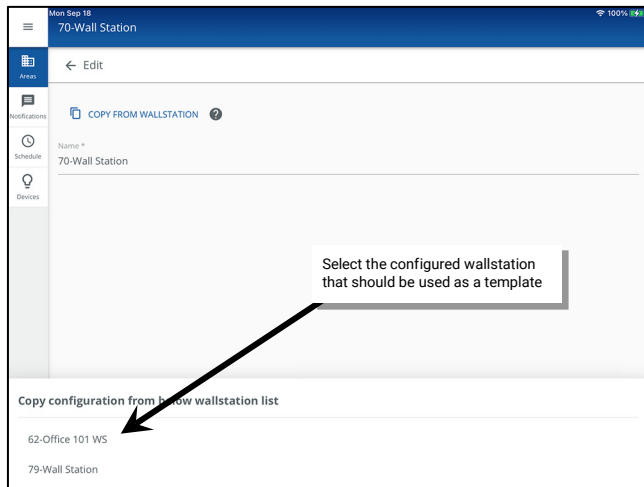 Mon Sep 18
100%
70-Wall Station
Areas
← Edit
Notifications
COPY FROM WALLSTATION ?
Schedule
Name *
70-Wall Station
Devices
Select the configured wallstation
that should be used as a template
Copy configuration from below wallstation list
62-Office 101 WS
79-Wall Station